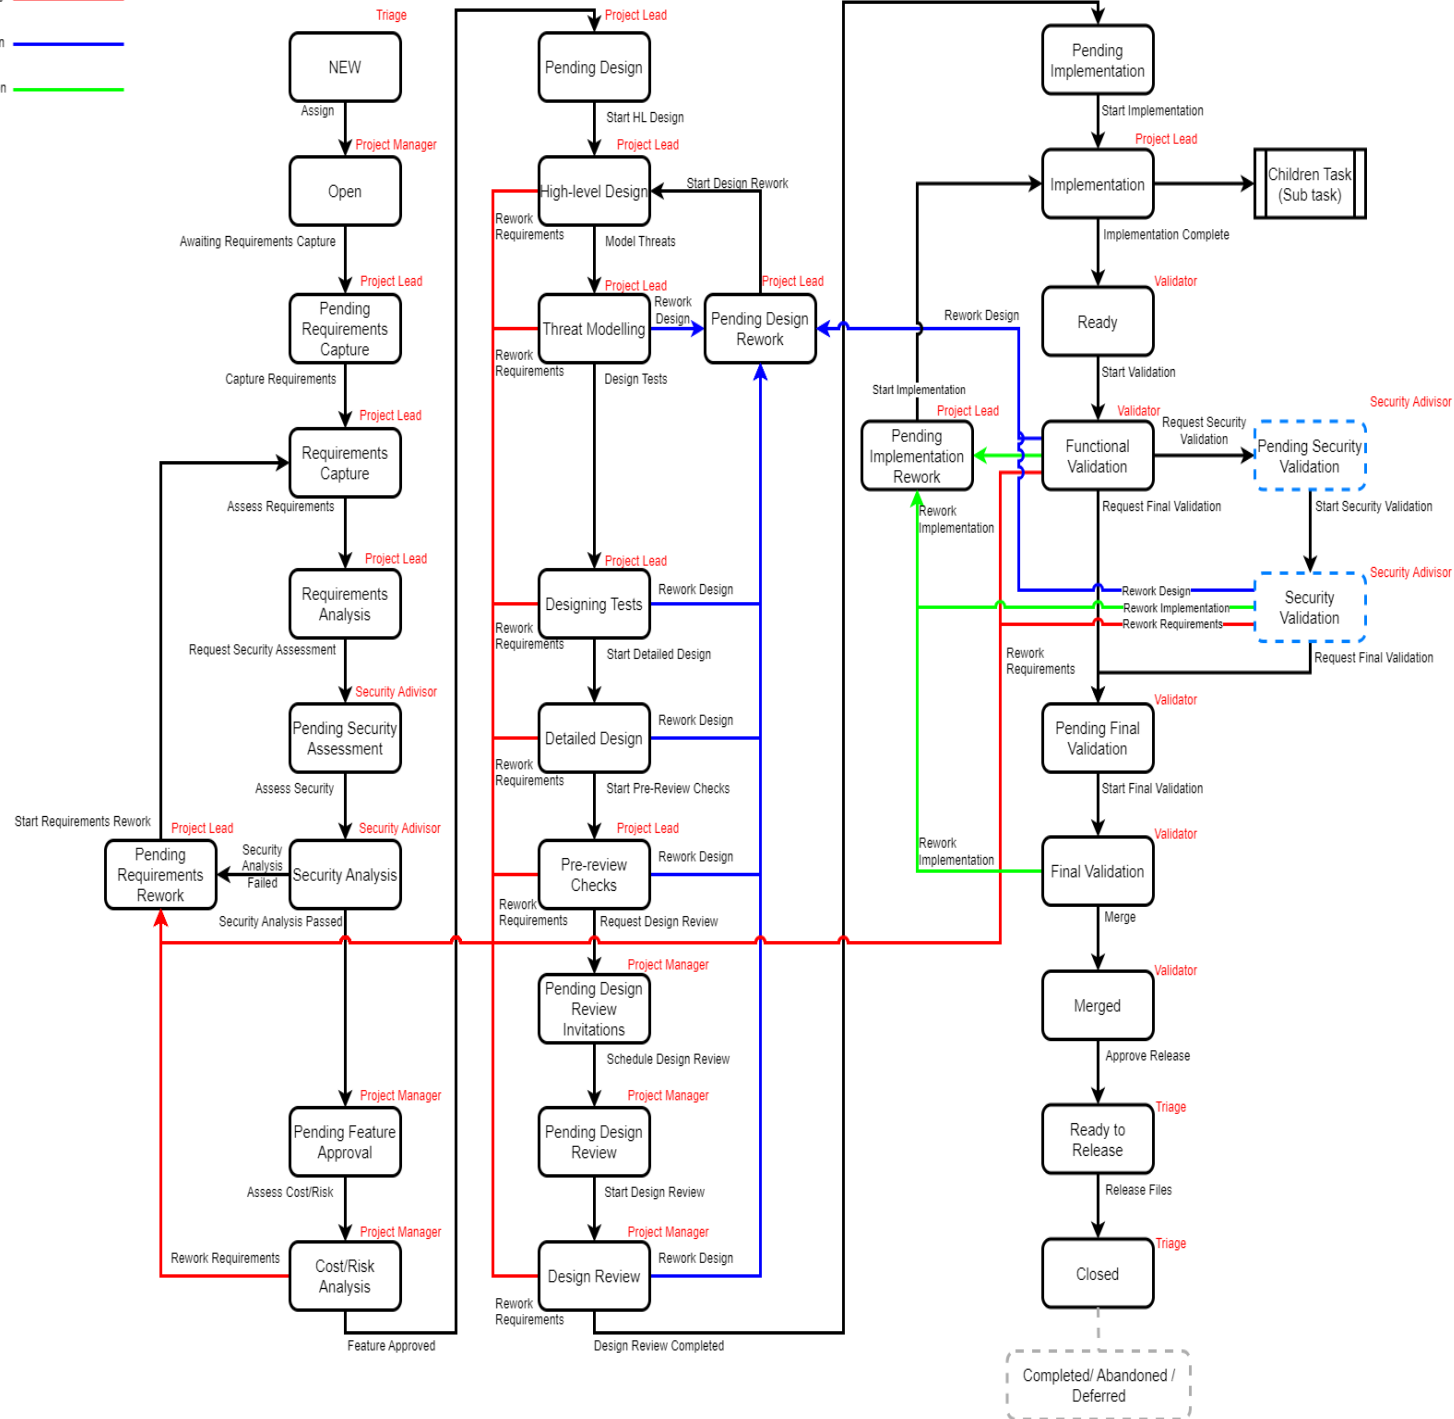 Triage
NEW
Assign
Project Manager
Open
Awaiting Requirements Capture
Project Lead
Pending
Requirements
Capture
Capture Requirements
Project Lead
Requirements
Capture
Assess Requirements
Project Lead
Requirements
Analysis
Request Security Assessment
Security Adivisor
Pending Security
Assessment
Assess Security
Start Requirements Rework
Project Lead
Pending
Requirements
Rework
Security
Analysis
Failed
Security Adivisor
Security Analysis
Security Analysis Passed
Project Manager
Pending Feature
Approval
Assess Cost/Risk
Project Manager
Rework Requirements
Cost/Risk
Analysis
Feature Approved
Project Lead
Pending Design
Start HL Design
Project Lead
High-level Design
Start Design Rework
Rework
Requirements
Model Threats
Project Lead
Threat Modelling
Rework
Design
Project Lead
Pending Design
Rework
Rework
Requirements
Design Tests
Project Lead
Designing Tests
Rework Design
Rework
Requirements
Start Detailed Design
Detailed Design
Rework Design
Rework
Requirements
Start Pre-Review Checks
Project Lead
Pre-review
Checks
Rework Design
Rework
Requirements
Request Design Review
Project Manager
Pending Design
Review
Invitations
Schedule Design Review
Project Manager
Pending Design
Review
Start Design Review
Project Manager
Design Review
Rework Design
Rework
Requirements
Design Review Completed
Pending
Implementation
Start Implementation
Project Lead
Implementation
Children Task
(Sub task)
Implementation Complete
Validator
Ready
Rework Design
Start Validation
Start Implementation
Project Lead
Pending
Implementation
Rework
Rework
Implementation
Validator
Functional
Validation
Request Security
Validation
Security Advisor
Pending Security
Validation
Request Final Validation
Start Security Validation
Security Advisor
Security
Validation
Rework Design
Rework Implementation
Rework Requirements
Rework
Requirements
Request Final Validation
Validator
Pending Final
Validation
Start Final Validation
Validator
Final Validation
Rework
Implementation
Merge
Validator
Merged
Approve Release
Triage
Ready to
Release
Release Files
Triage
Closed
Completed/ Abandoned /
Deferred